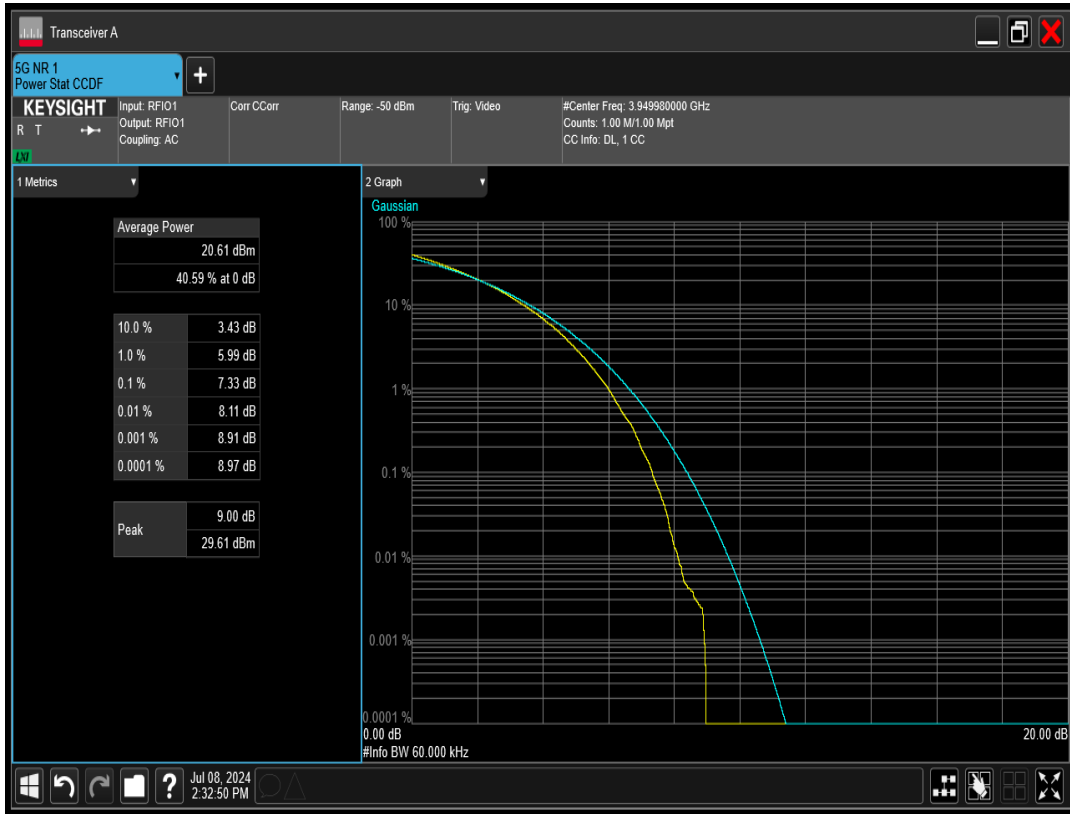 Transceiver A
5G NR 1
Power Stat CCDF
+
KEYSIGHT
R T
LXI
Input: RFIO1
Output: RFIO1
Coupling: AC
Corr CCorr
Range: -50 dBm
Trig: Video
#Center Freq: 3.949980000 GHz
Counts: 1.00 M/1.00 Mpt
CC Info: DL, 1 CC
1 Metrics
Average Power
20.61 dBm
40.59 % at 0 dB
10.0 % 3.43 dB
1.0 % 5.99 dB
0.1 % 7.33 dB
0.01 % 8.11 dB
0.001 % 8.91 dB
0.0001 % 8.97 dB
Peak
9.00 dB
29.61 dBm
2 Graph
Gaussian
100 %
10 %
1 %
0.1 %
0.01 %
0.001 %
0.0001 %
0.00 dB 20.00 dB
#Info BW 60.000 kHz
?
Jul 08, 2024
2:32:50 PM